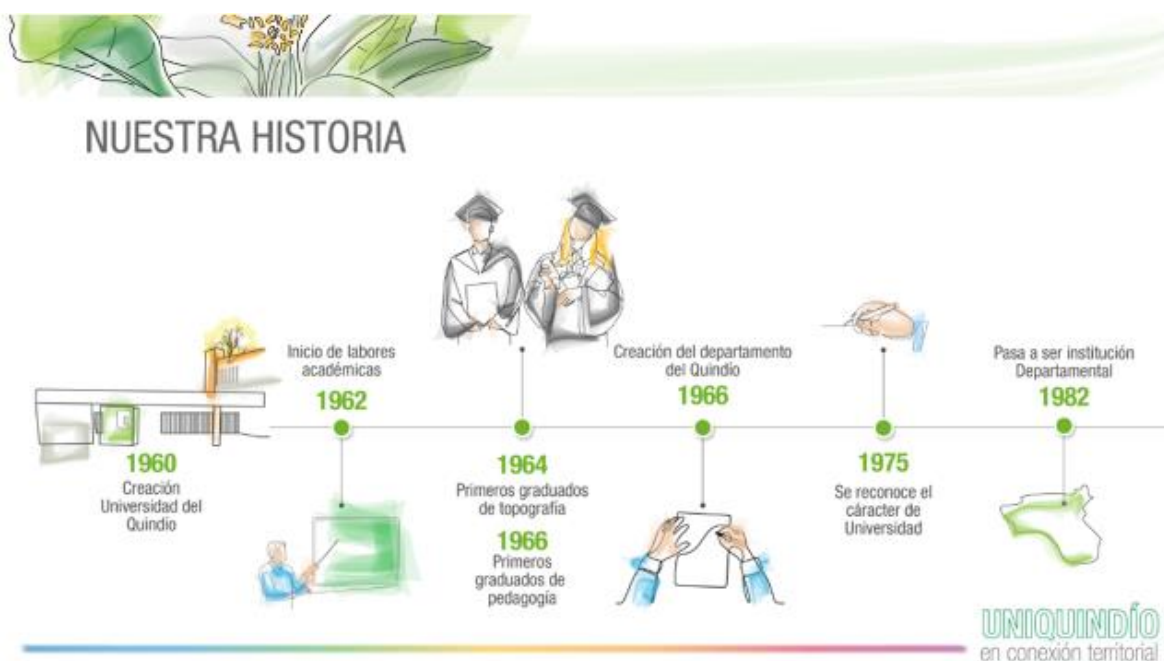 NUESTRA HISTORIA
1960
Creación
Universidad del
Quindío
Inicio de labores
académicas
1962
1964
Primeros graduados
de topografía
1966
Primeros
graduados de
pedagogía
Creación del departamento
del Quindío
1966
1975
Se reconoce el
cáracter de
Universidad
Pasa a ser institución
Departamental
1982
UNIQUINDÍO
en conexión territorial